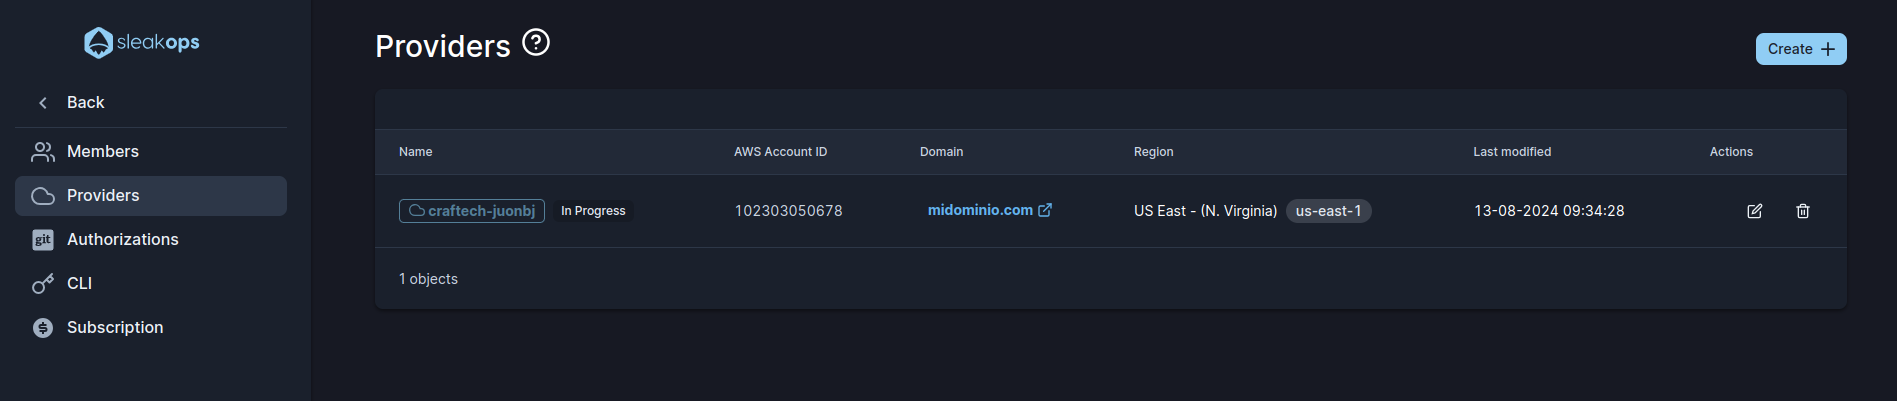 sleakops
Back
Members
Providers
git Authorizations
CLI
Subscription
Providers
Create
Name AWS Account ID Domain Region Last modified Actions
craftech-juonbj In Progress 102303050678 midominio.com US East - (N. Virginia) us-east-1 13-08-2024 09:34:28
1 objects